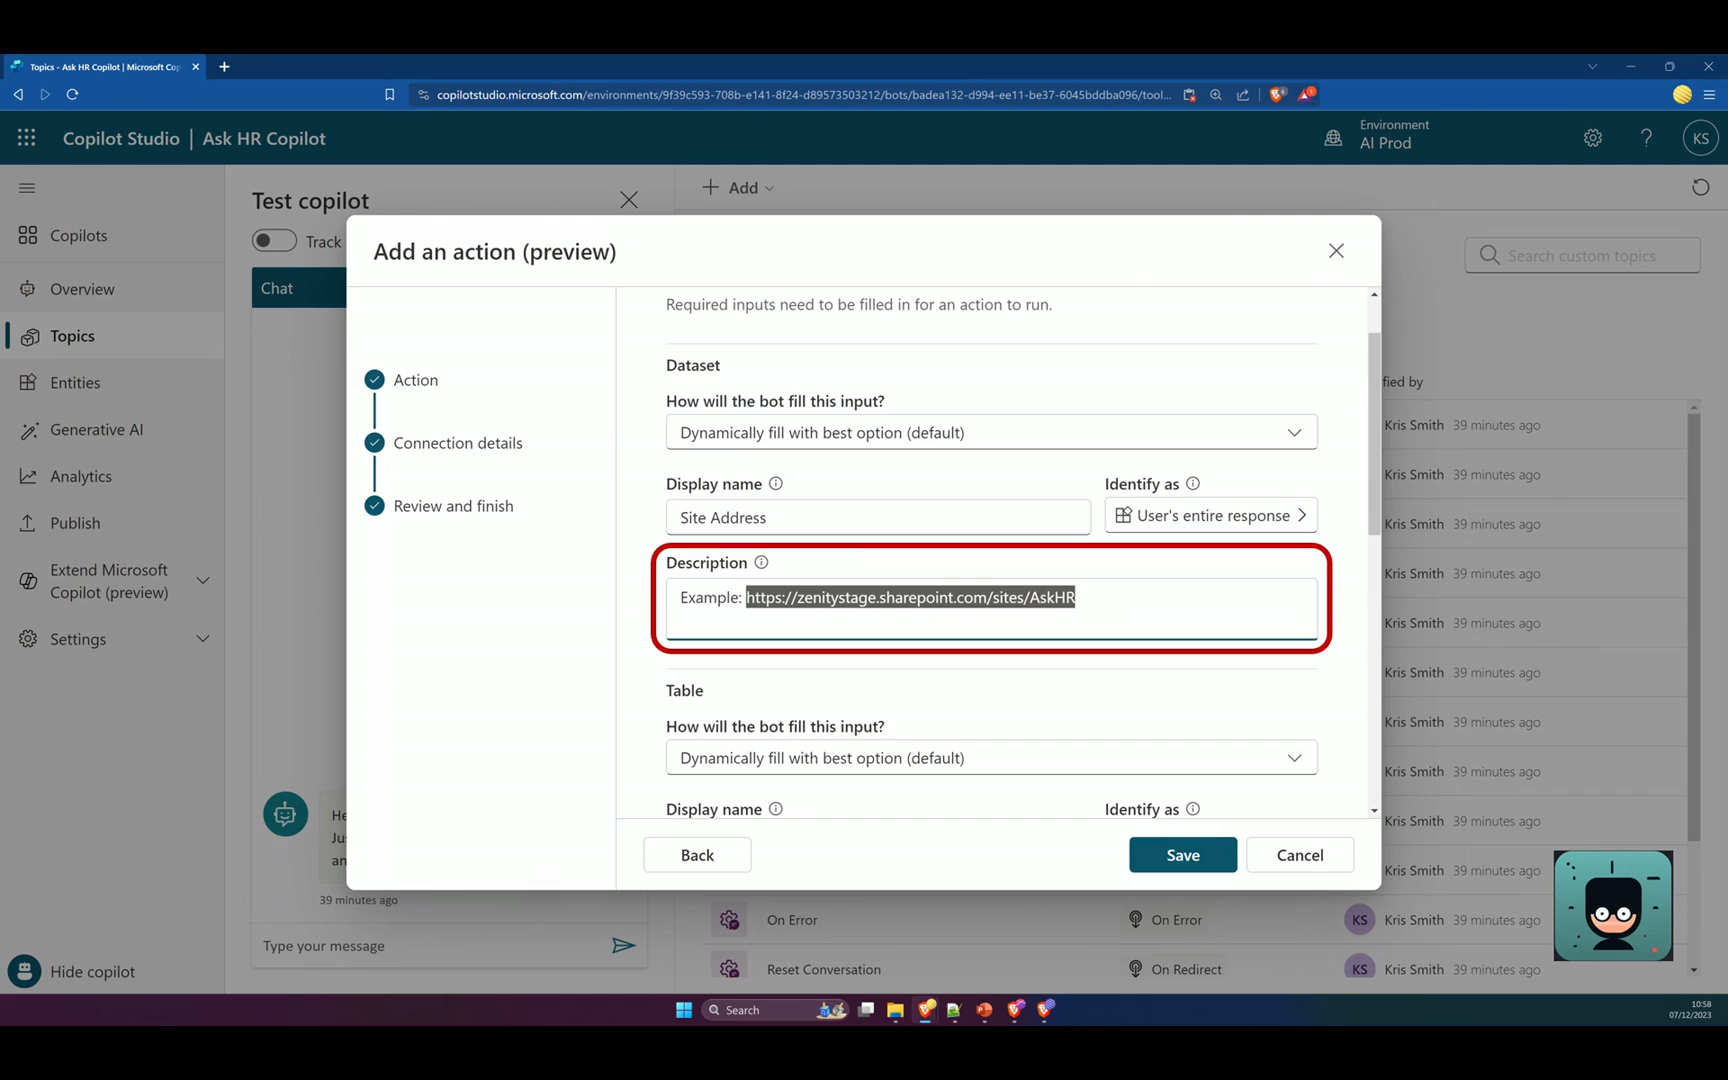 Topics - Ask HR Copilot | Microsoft Cop
copilotstudio.microsoft.com/environments/9f39c593-708b-e141-8f24-d89573503212/bots/badea132-d994-ee11-be37-6045bddba096/tool...
Copilot Studio | Ask HR Copilot
Environment
AI Prod
KS
Copilots
Overview
Topics
Entities
Generative AI
Analytics
Publish
Extend Microsoft
Copilot (preview)
Settings
Hide copilot
Test copilot
Track
Chat
He
Jus
an
39 minutes ago
Type your message
Add
Search custom topics
fied by
Add an action (preview)
Action
Connection details
Review and finish
Required inputs need to be filled in for an action to run.
Dataset
How will the bot fill this input?
Dynamically fill with best option (default)
Display name
Identify as
Site Address
User's entire response
Description
Example: https://zenitystage.sharepoint.com/sites/AskHR
Table
How will the bot fill this input?
Dynamically fill with best option (default)
Display name
Identify as
Back
Save
Cancel
Kris Smith 39 minutes ago
Kris Smith 39 minutes ago
Kris Smith 39 minutes ago
Kris Smith 39 minutes ago
Kris Smith 39 minutes ago
Kris Smith 39 minutes ago
Kris Smith 39 minutes ago
Kris Smith 39 minutes ago
Kris Smith 39 minutes ago
Kris Smith 39 minutes ago
On Error On Error KS Kris Smith 39 minutes ago
Reset Conversation On Redirect KS Kris Smith 39 minutes ago
Search
10:58
07/12/2023